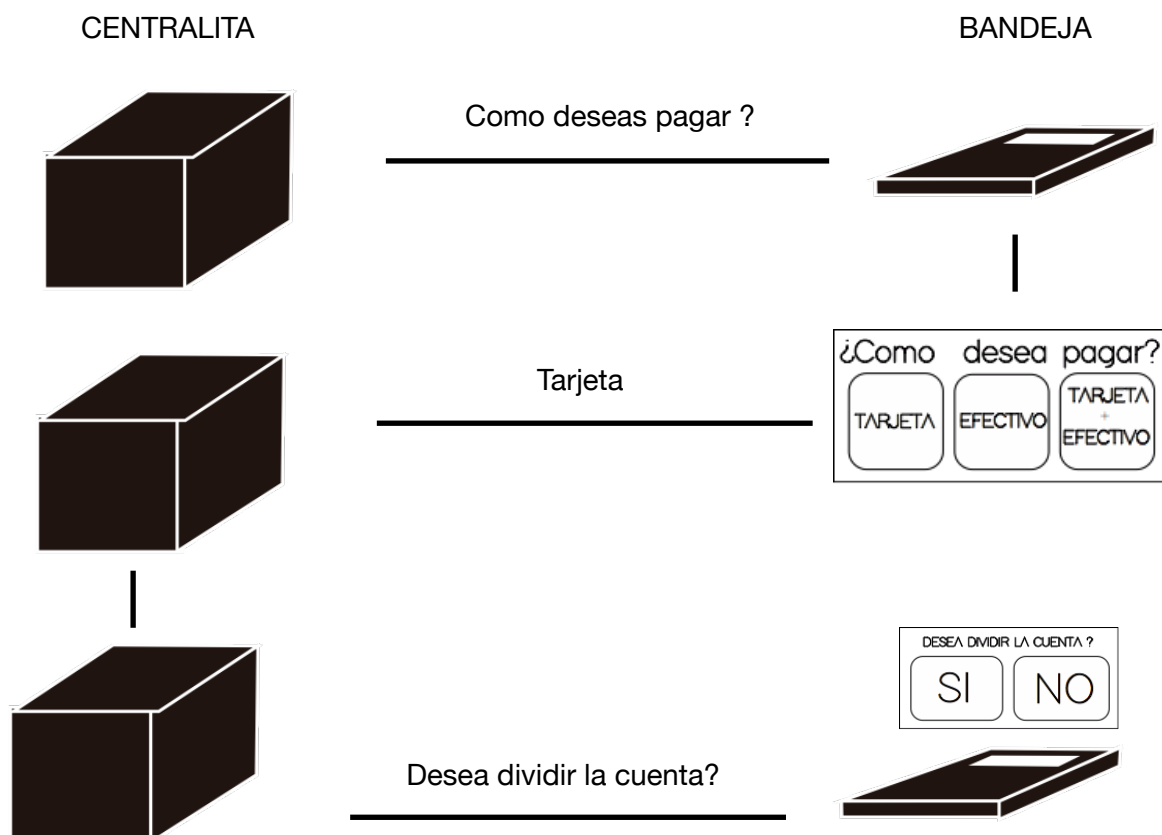 CENTRALITA
BANDEJA
Como deseas pagar ?
Tarjeta
¿Como desea pagar?
TARJETA
EFECTIVO
TARJETA
+
EFECTIVO
DESEA DIVIDIR LA CUENTA ?
SI
NO
Desea dividir la cuenta?